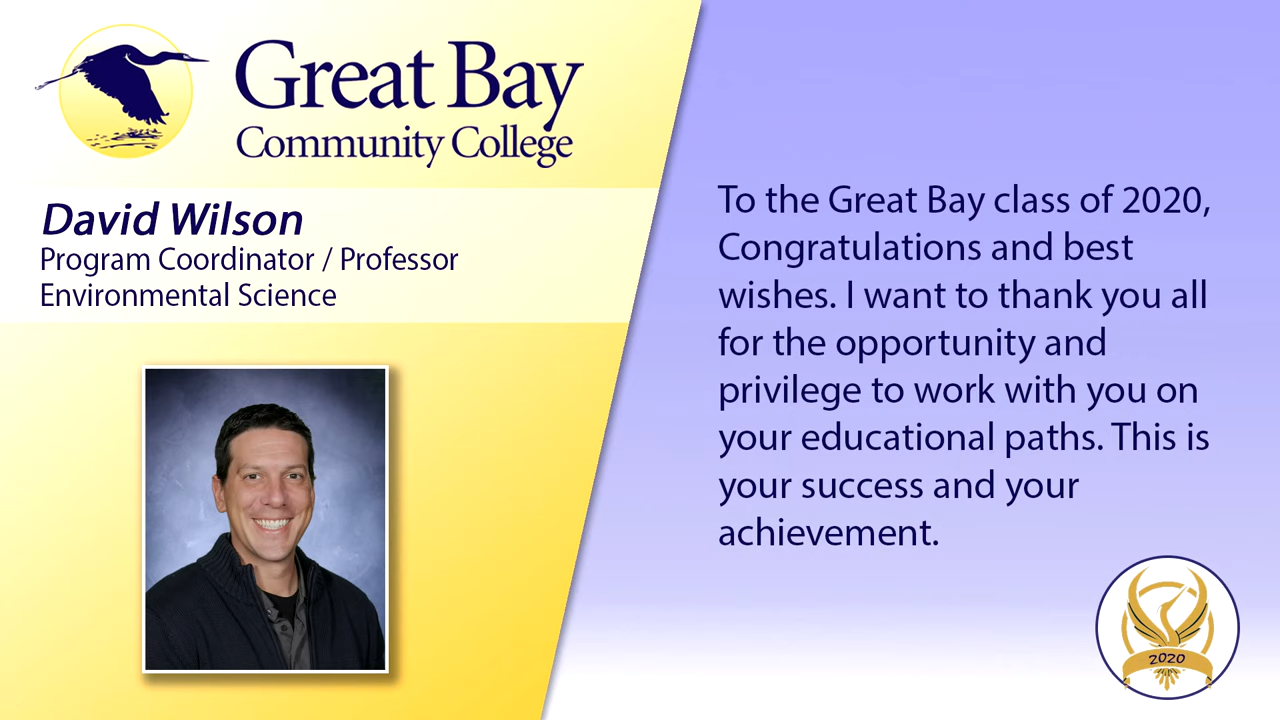 Great Bay
Community College
David Wilson
Program Coordinator / Professor
Environmental Science
To the Great Bay class of 2020,
Congratulations and best
wishes. I want to thank you all
for the opportunity and
privilege to work with you on
your educational paths. This is
your success and your
achievement.
2020